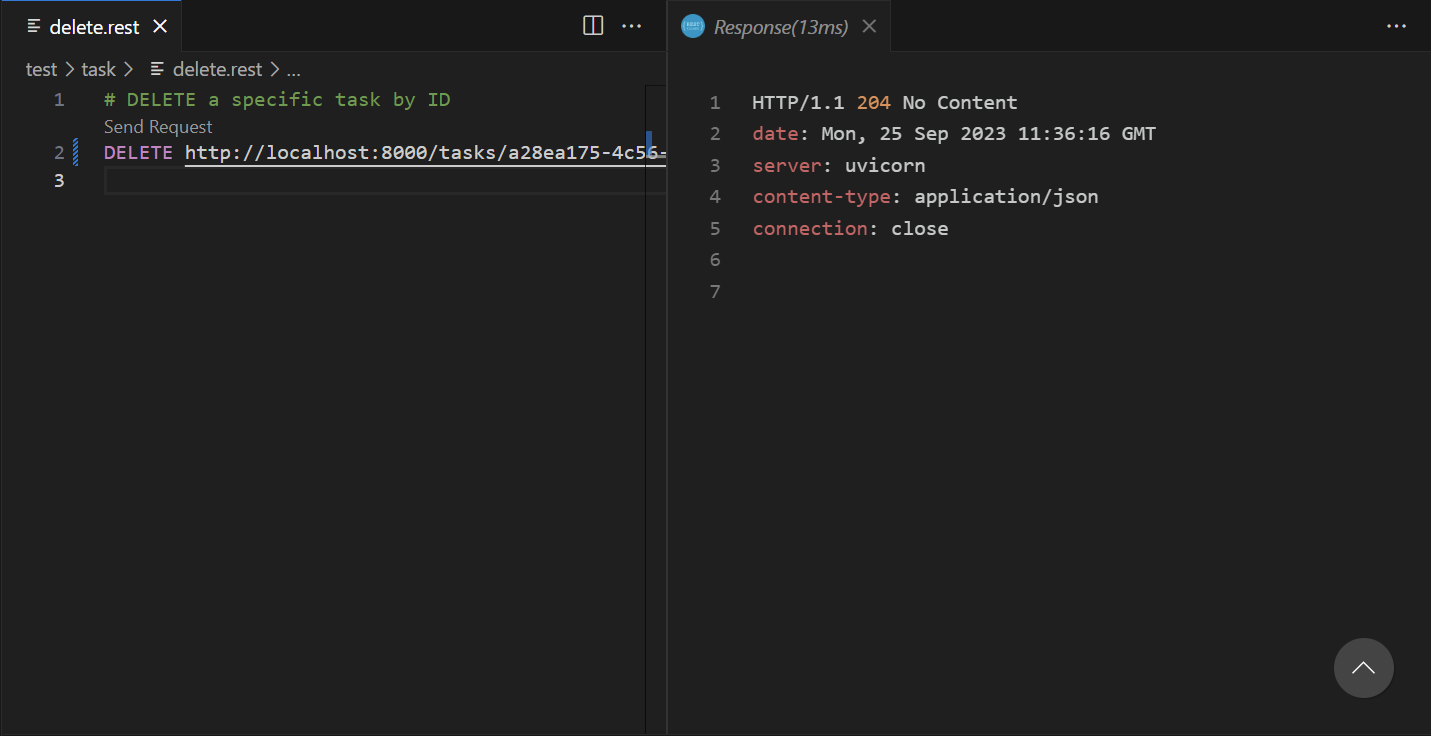 delete.rest
test > task > delete.rest > ...
1 # DELETE a specific task by ID
Send Request
2 DELETE http://localhost:8000/tasks/a28ea175-4c56-
3
Response(13ms)
1 HTTP/1.1 204 No Content
2 date: Mon, 25 Sep 2023 11:36:16 GMT
3 server: uvicorn
4 content-type: application/json
5 connection: close
6
7